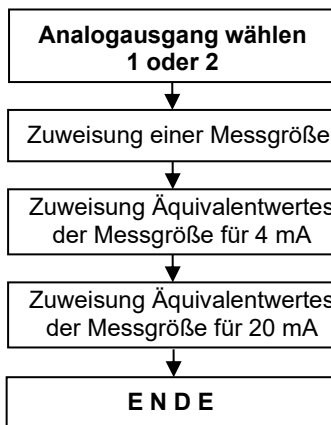 Analogausgang wählen
1 oder 2
Zuweisung einer Messgröße
Zuweisung Äquivalentwertes
der Messgröße für 4 mA
Zuweisung Äquivalentwertes
der Messgröße für 20 mA
E N D E